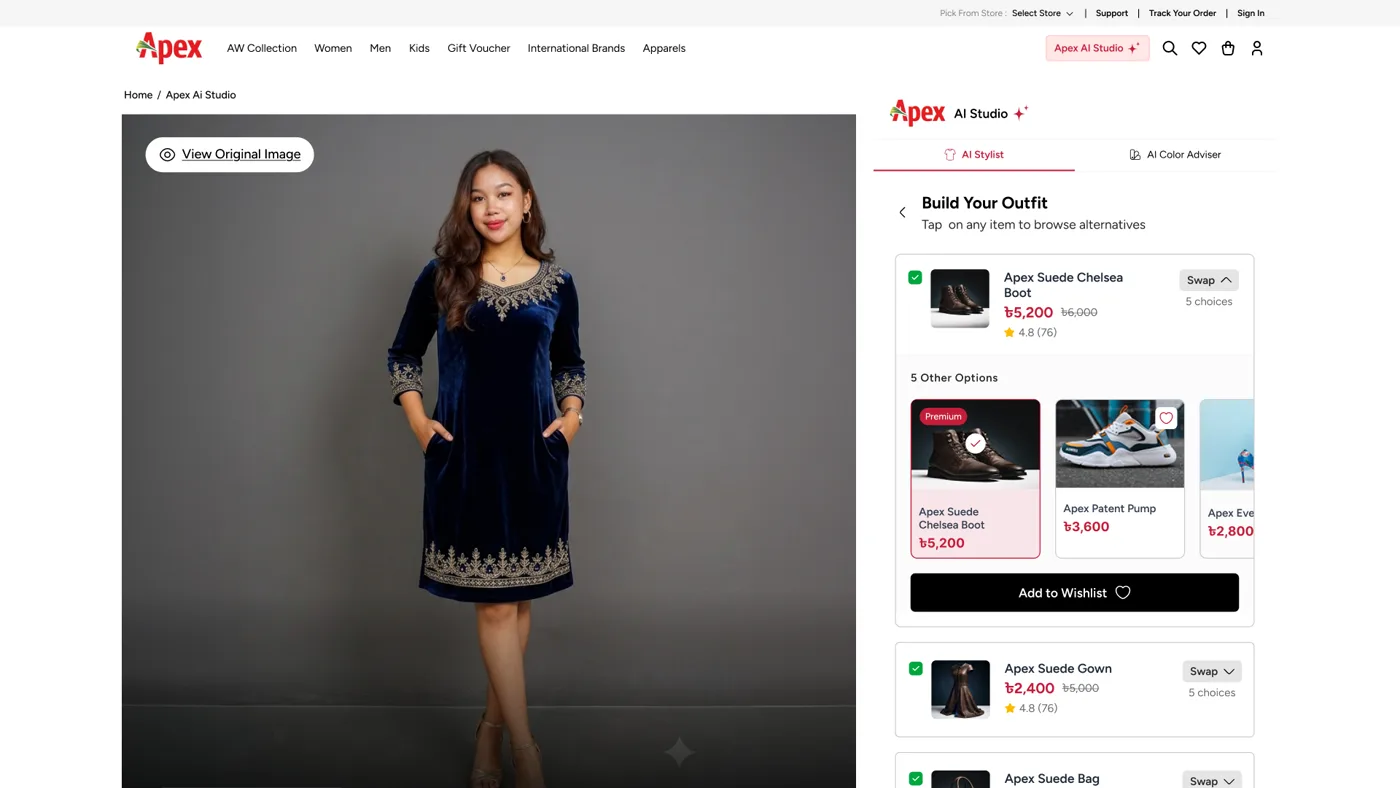 Pick From Store : Select Store | Support | Track Your Order | Sign In
Apex AW Collection Women Men Kids Gift Voucher International Brands Apparels Apex AI Studio
Home / Apex Ai Studio
View Original Image
Apex AI Studio
AI Stylist AI Color Adviser
Build Your Outfit
Tap on any item to browse alternatives
Apex Suede Chelsea
Boot
৳5,200 ৳6,000
4.8 (76)
Swap
5 choices
5 Other Options
Premium
Apex Suede
Chelsea Boot
৳5,200
Apex Patent Pump
৳3,600
Apex Eve
৳2,800
Add to Wishlist
Apex Suede Gown
৳2,400 ৳5,000
4.8 (76)
Swap
5 choices
Apex Suede Bag
Swap